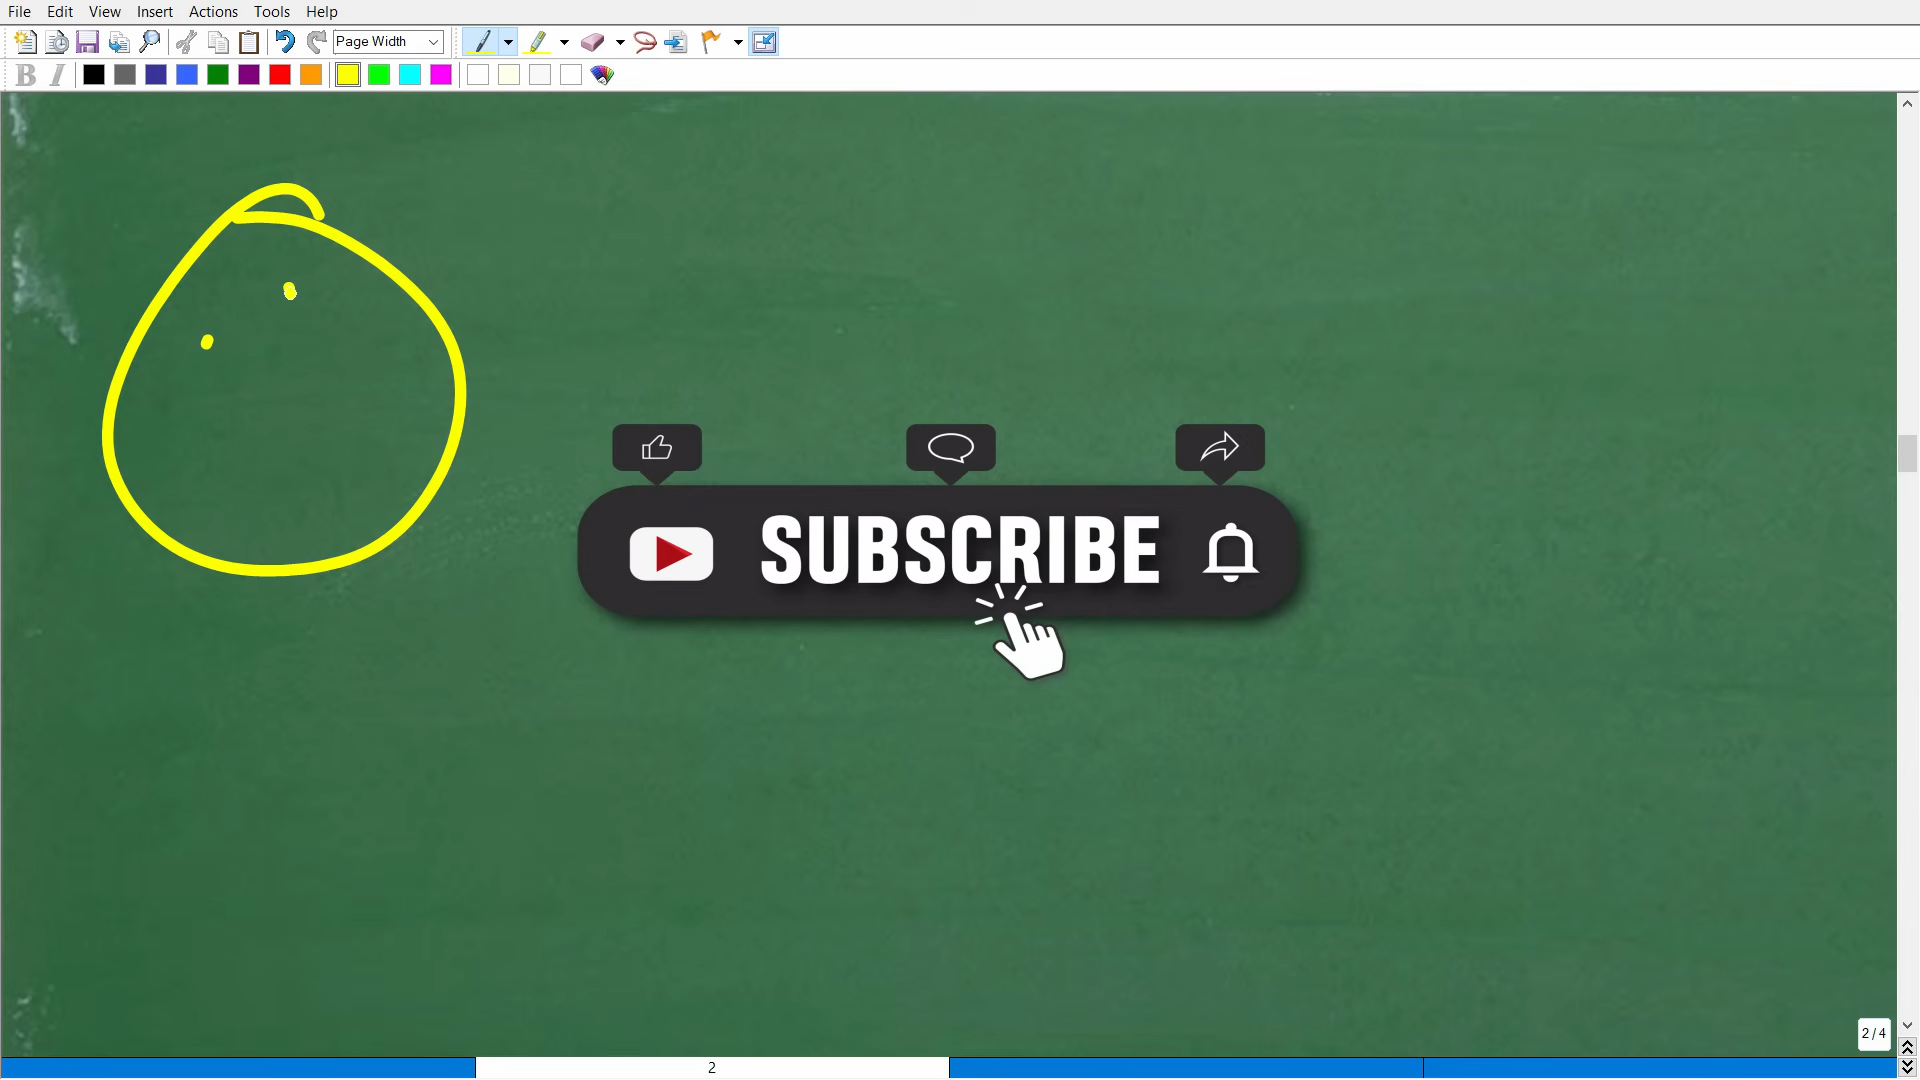 File Edit View Insert Actions Tools Help
Page Width
B I
SUBSCRIBE
2 / 4
2